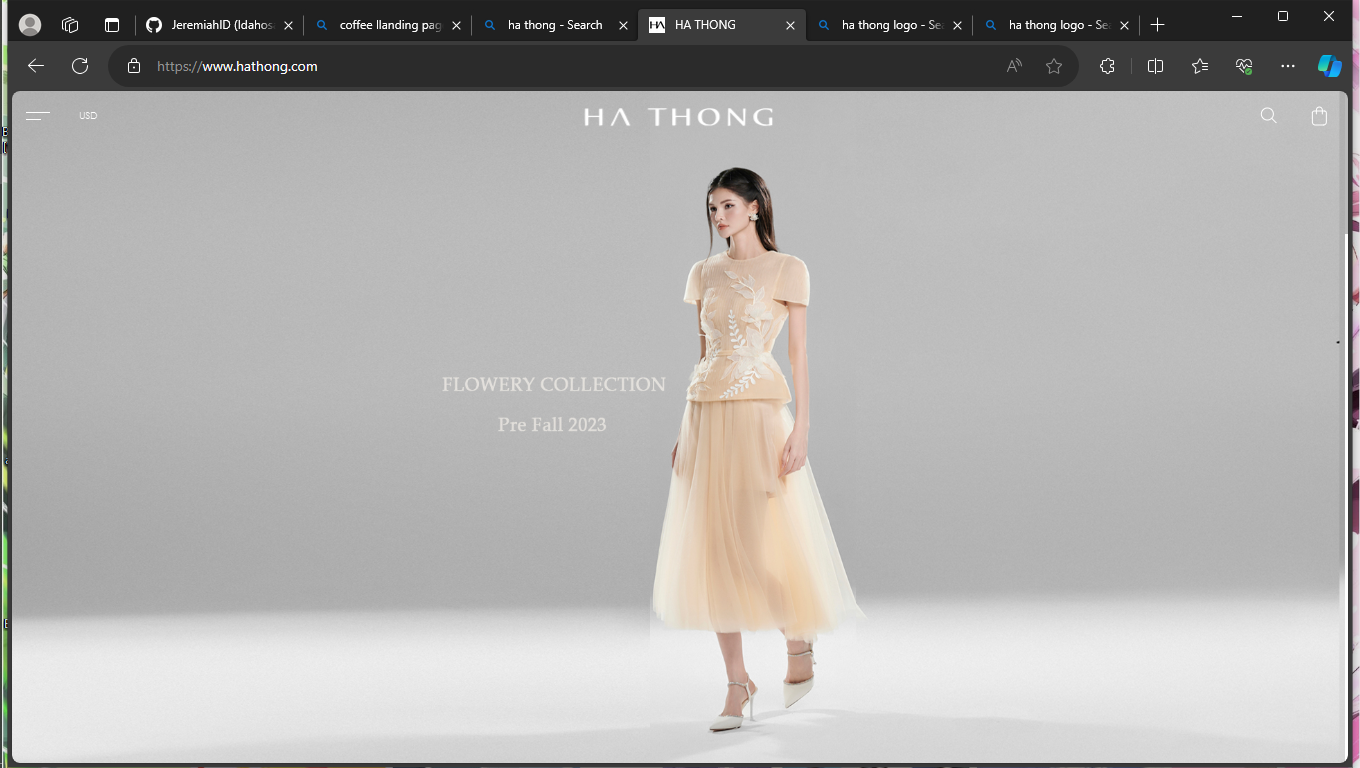 JeremiahID (Idahos
coffee llanding pag
ha thong - Search
HA THONG
ha thong logo - Se
ha thong logo - Se
https://www.hathong.com
USD
HA THONG
FLOWERY COLLECTION
Pre Fall 2023